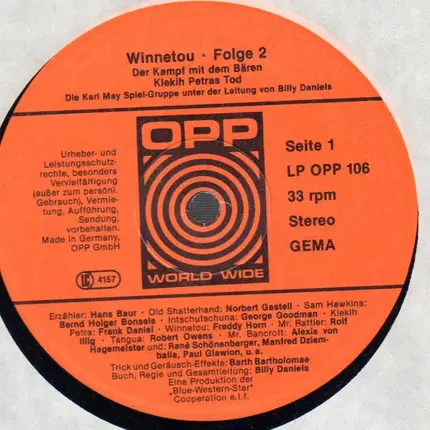 Winnetou · Folge 2
Der Kampf mit dem Bären
Klekih Petras Tod
Die Karl May Spiel-Gruppe unter der Leitung von Billy Daniels
Urheber- und
Leistungsschutz-
rechte, besonders
Vervielfältigung
(außer zum persönl.
Gebrauch), Vermie-
tung, Aufführung,
Sendung,
vorbehalten.
Made in Germany,
OPP GmbH
LC 4157
OPP
WORLD WIDE
Seite 1
LP OPP 106
33 rpm
Stereo
GEMA
Erzähler: Hans Baur · Old Shatterhand: Norbert Gastell · Sam Hawkins:
Bernd Holger Bonsels · Intschutschuna: George Goodman · Klekih
Petra: Frank Daniel · Winnetou: Freddy Horn · Mr. Rattler: Rolf
Illig · Tangua: Robert Owens · Mr. Bancroft: Alexis von
Hagemeister und René Schönenberger, Manfred Dziem-
balla, Paul Glawion, u.a.
Trick und Geräusch-Effekte: Barth Bartholomae
Buch, Regie und Gesamtleitung: Billy Daniels
Eine Produktion der
"Blue-Western-Star"
Cooperation e.l.f.